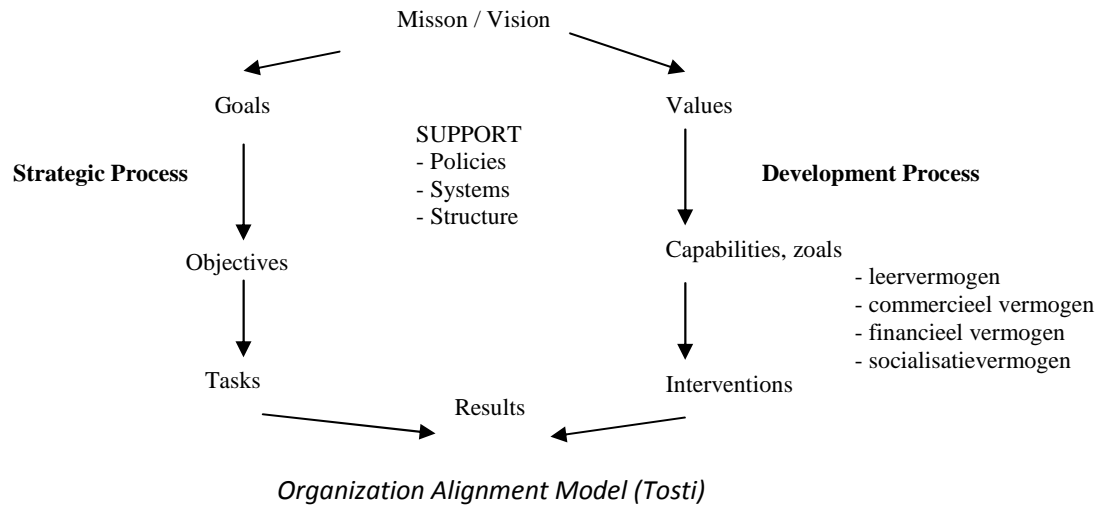 Misson / Vision
Goals
Values
SUPPORT
- Policies
- Systems
- Structure
Strategic Process
Development Process
Objectives
Capabilities, zoals
- leervermogen
- commercieel vermogen
- financieel vermogen
- socialisatievermogen
Tasks
Interventions
Results
Organization Alignment Model (Tosti)